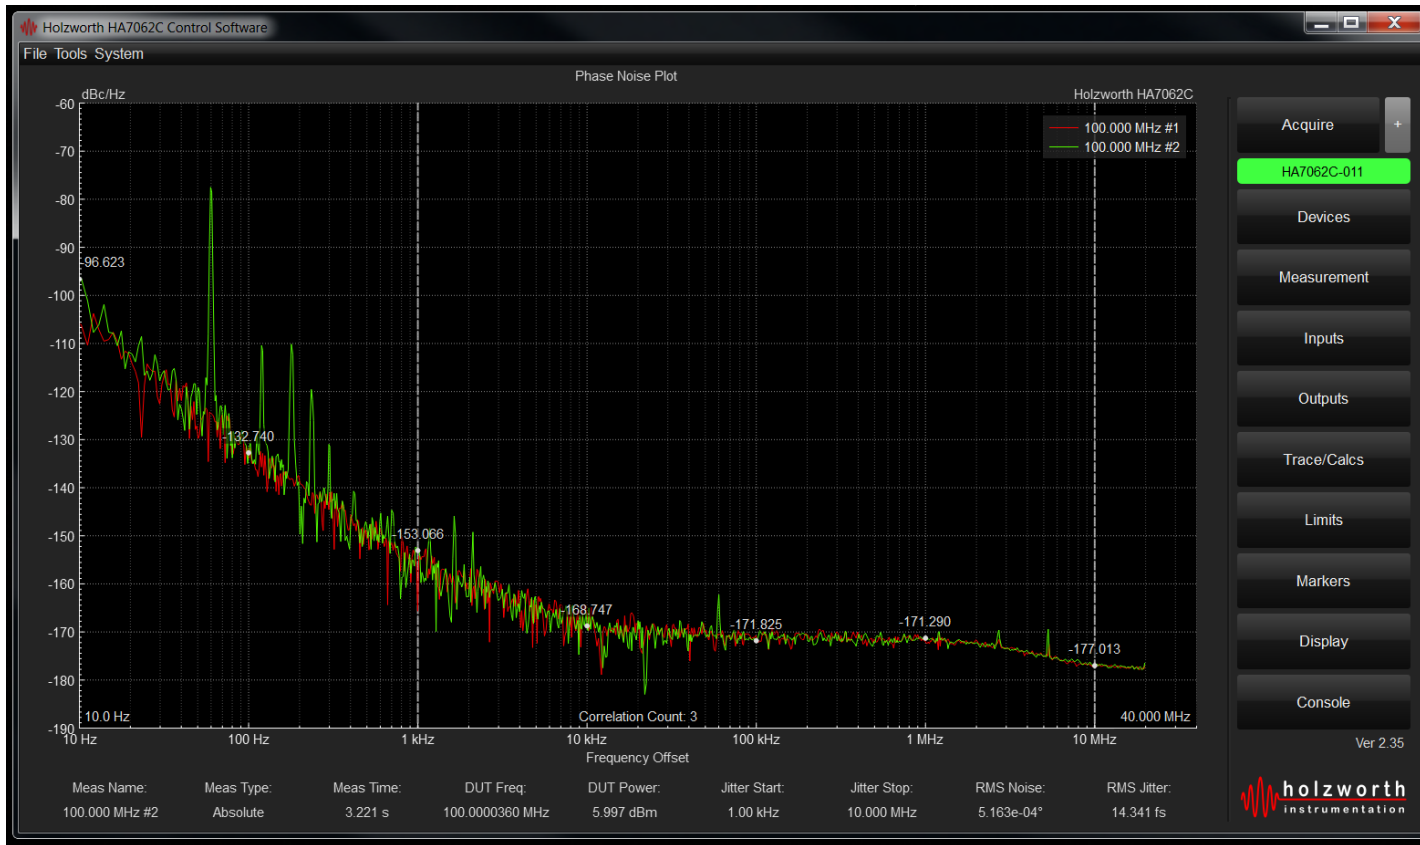 Holzworth HA7062C Control Software
File Tools System
Phase Noise Plot
dBc/Hz
Holzworth HA7062C
100.000 MHz #1
100.000 MHz #2
-60
-70
-80
-90
-100
-110
-120
-130
-140
-150
-160
-170
-180
-190
-96.623
-132.740
-153.066
-168.747
-171.825
-171.290
-177.013
10.0 Hz
Correlation Count: 3
40.000 MHz
10 Hz
100 Hz
1 kHz
10 kHz
100 kHz
1 MHz
10 MHz
Frequency Offset
Meas Name: Meas Type: Meas Time: DUT Freq: DUT Power: Jitter Start: Jitter Stop: RMS Noise: RMS Jitter:
100.000 MHz #2 Absolute 3.221 s 100.0000360 MHz 5.997 dBm 1.00 kHz 10.000 MHz 5.163e-04° 14.341 fs
Acquire +
HA7062C-011
Devices
Measurement
Inputs
Outputs
Trace/Calcs
Limits
Markers
Display
Console
Ver 2.35
holzworth
instrumentation